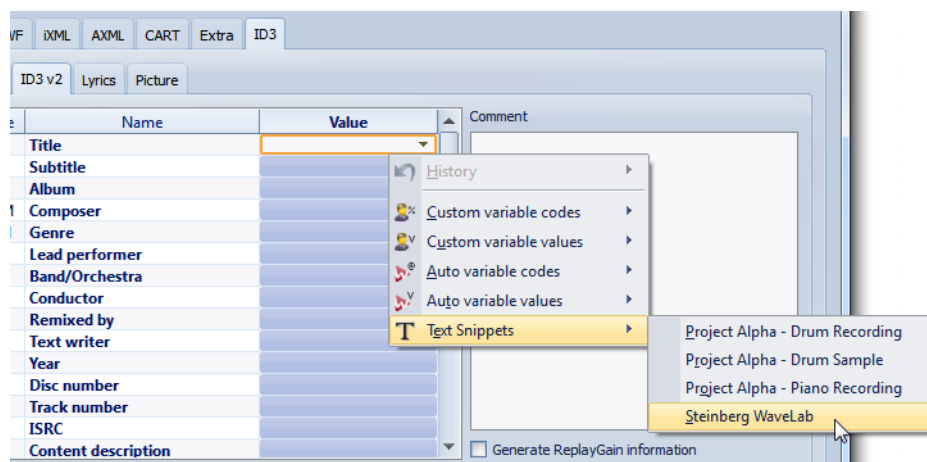 iXML AXML CART Extra ID3
ID3 v2 Lyrics Picture
Name Value Comment
Title
Subtitle
Album
Composer
Genre
Lead performer
Band/Orchestra
Conductor
Remixed by
Text writer
Year
Disc number
Track number
ISRC
Content description
History
Custom variable codes
Custom variable values
Auto variable codes
Auto variable values
Text Snippets
Project Alpha - Drum Recording
Project Alpha - Drum Sample
Project Alpha - Piano Recording
Steinberg WaveLab
Generate ReplayGain information